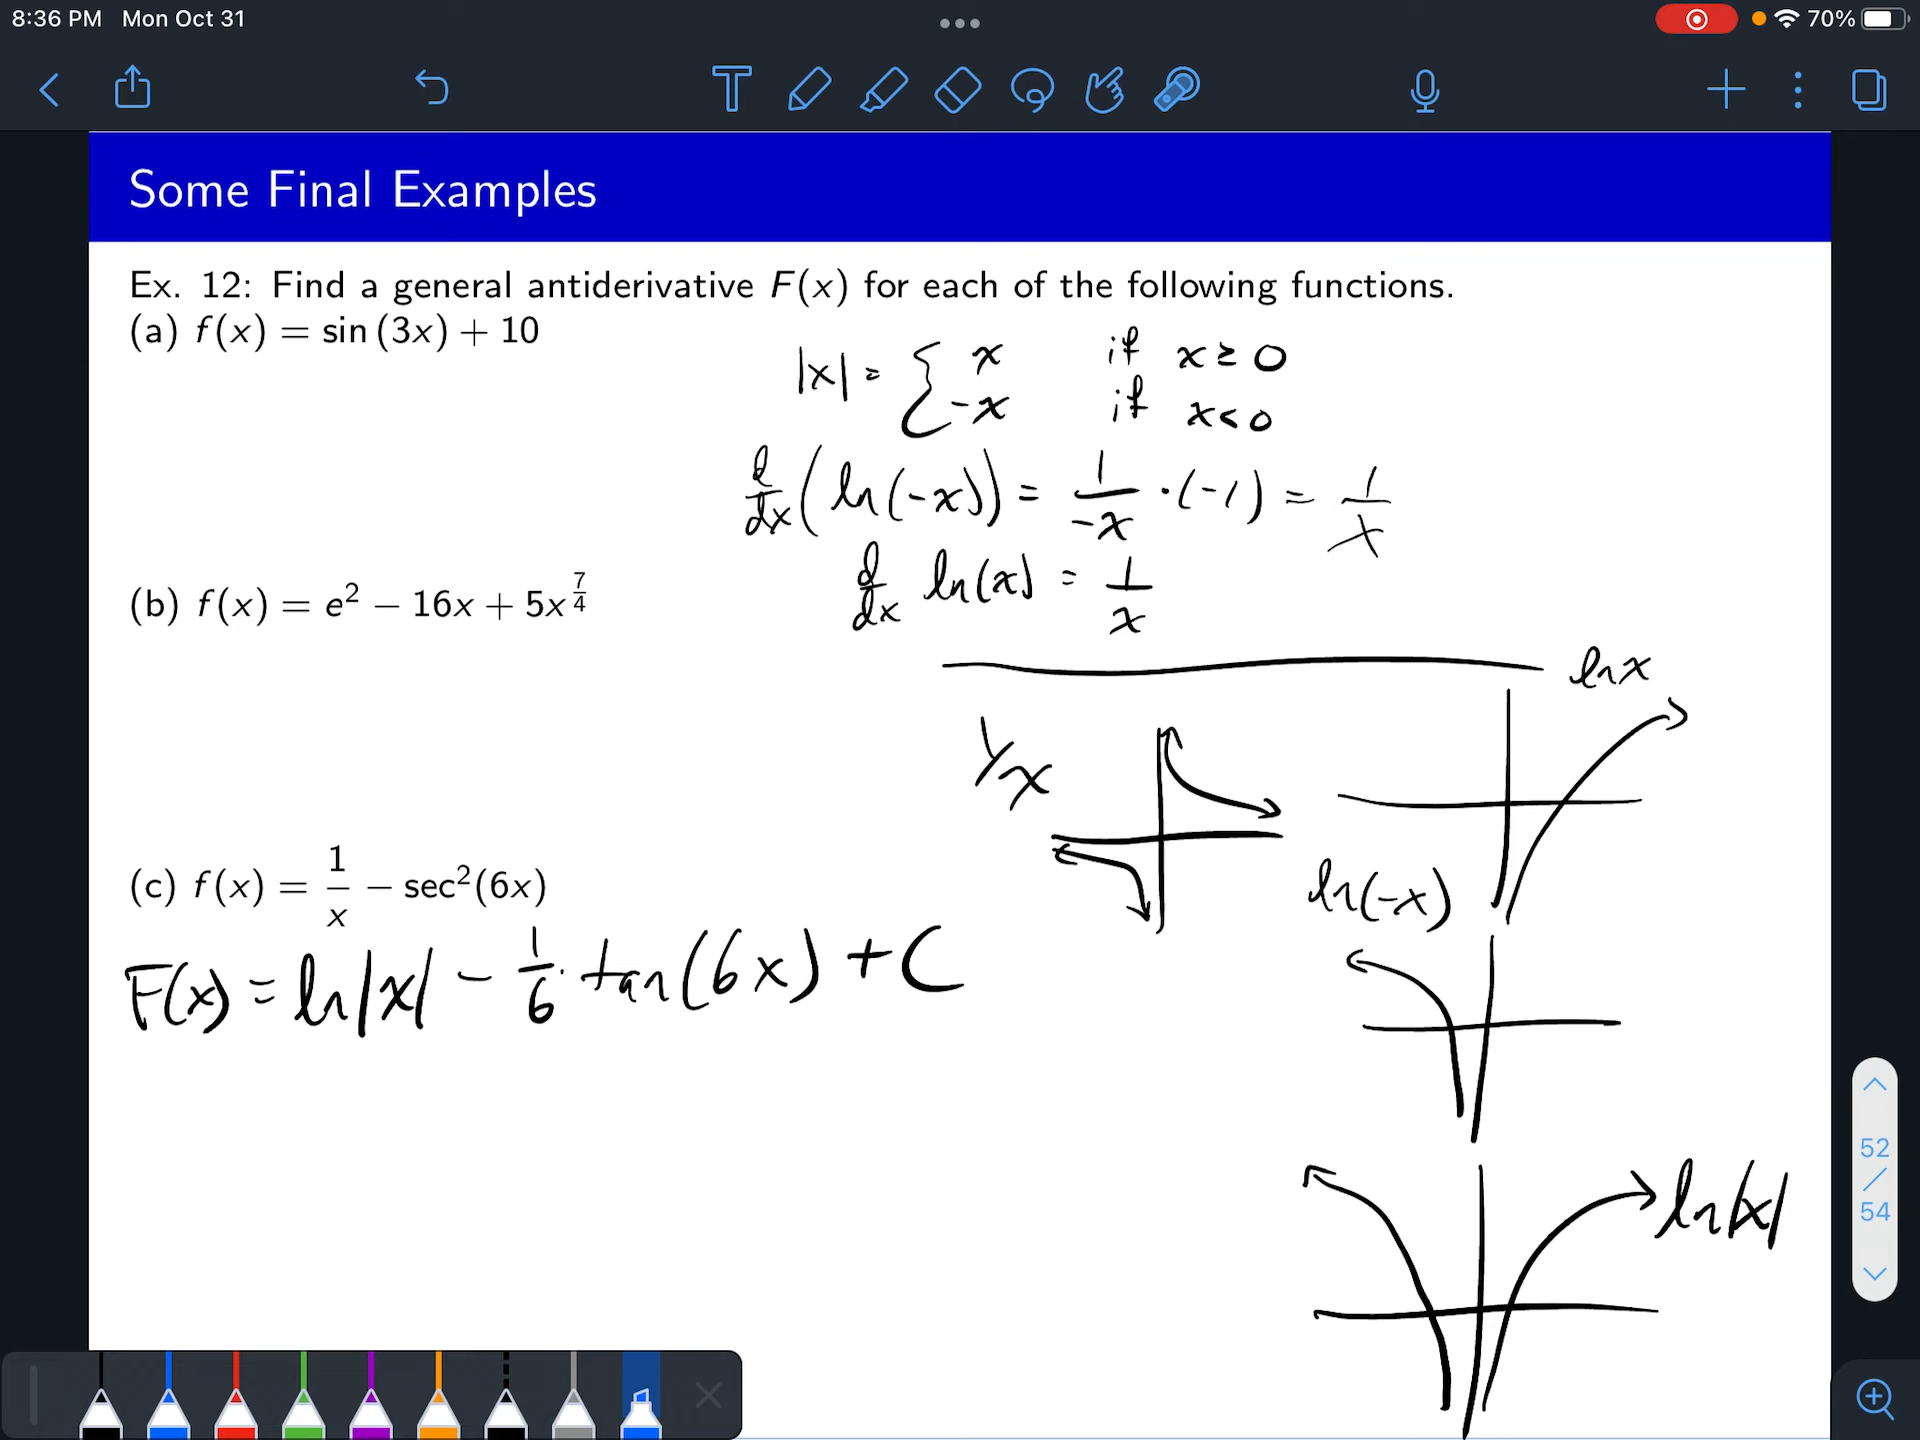 8:36 PM Mon Oct 31
70%
Some Final Examples
Ex. 12: Find a general antiderivative F(x) for each of the following functions.
(a) f(x) = sin (3x) + 10
|x| = { x if x ≥ 0
-x if x < 0
d/dx (ln(-x)) = 1/-x · (-1) = 1/x
d/dx ln(x) = 1/x
(b) f(x) = e² − 16x + 5x^(7/4)
ln x
1/x
(c) f(x) = 1/x − sec²(6x)
ln(-x)
F(x) = ln|x| - 1/6 · tan(6x) + C
ln|x|
52
/
54